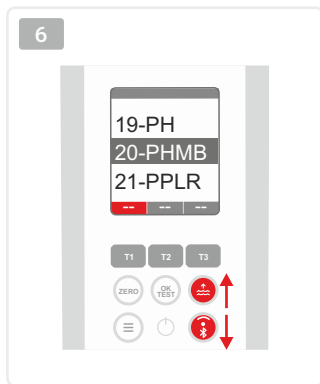 6
19-PH
20-PHMB
21-PPLR
-- -- --
T1 T2 T3
ZERO OK TEST